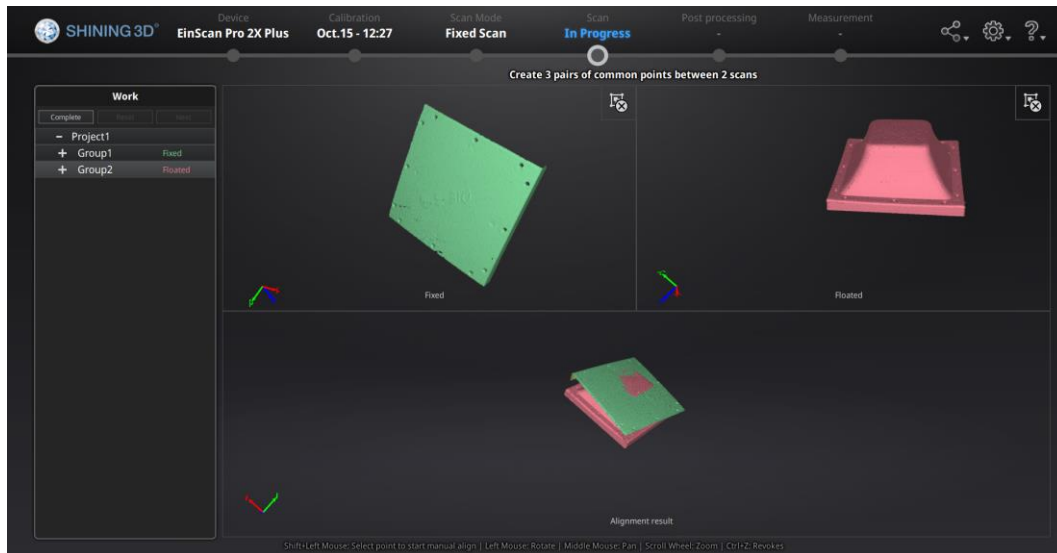 SHINING 3D°
Device
EinScan Pro 2X Plus
Calibration
Oct.15 - 12:27
Scan Mode
Fixed Scan
Scan
In Progress
Post processing
-
Measurement
-
Create 3 pairs of common points between 2 scans
Work
Complete
Reset
Next
− Project1
+ Group1 Fixed
+ Group2 Floated
Fixed
Floated
Alignment result
Shift+Left Mouse: Select point to start manual align | Left Mouse: Rotate | Middle Mouse: Pan | Scroll Wheel: Zoom | Ctrl+Z: Revokes